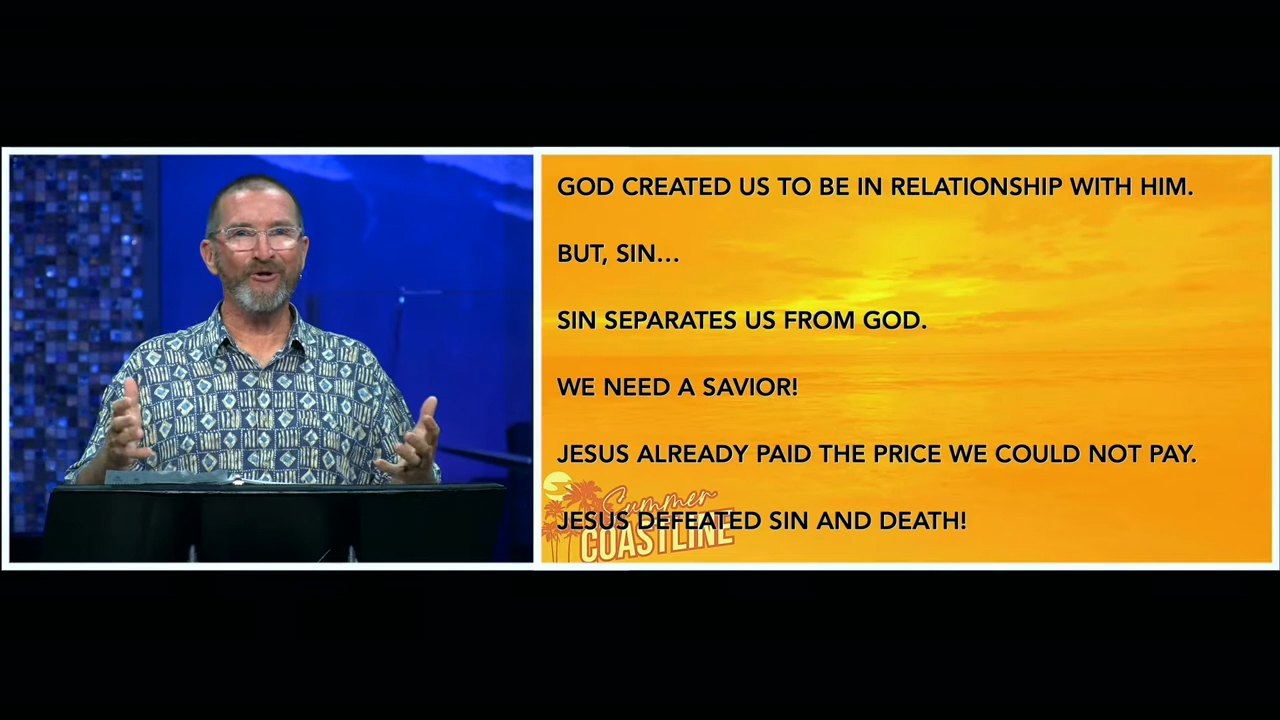 GOD CREATED US TO BE IN RELATIONSHIP WITH HIM.
BUT, SIN...
SIN SEPARATES US FROM GOD.
WE NEED A SAVIOR!
JESUS ALREADY PAID THE PRICE WE COULD NOT PAY.
Summer
JESUS DEFEATED SIN AND DEATH!
COASTLINE